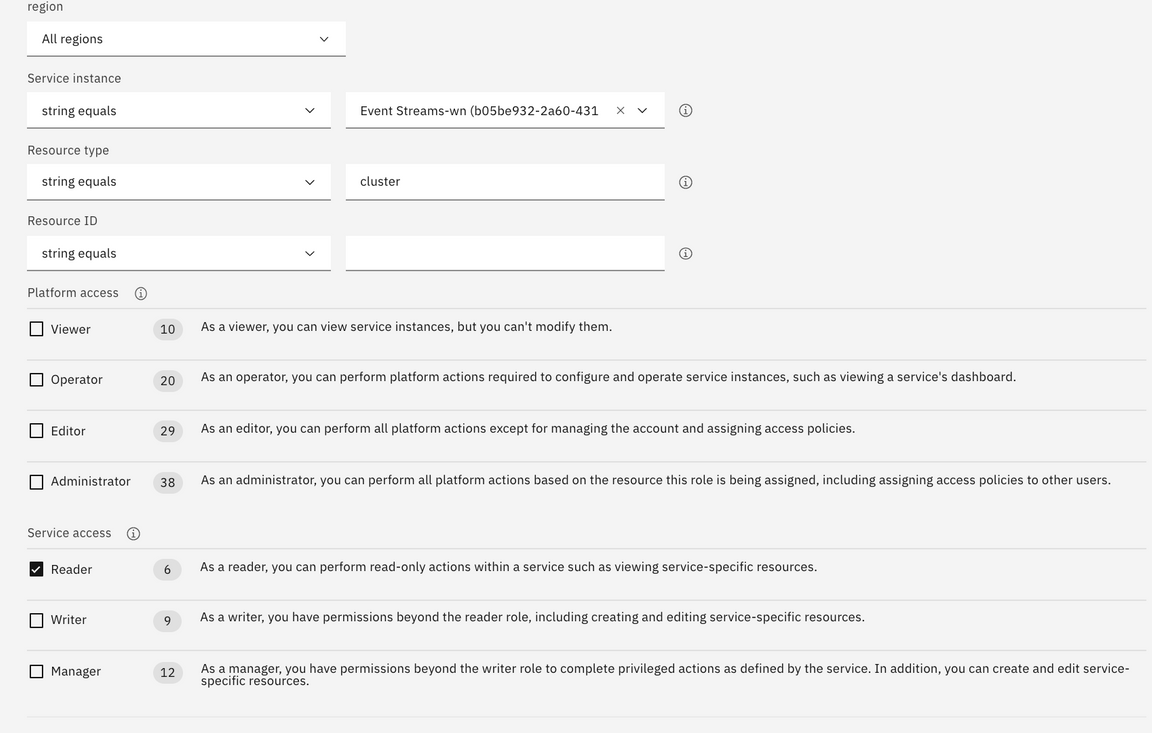 region
All regions
Service instance
string equals
Event Streams-wn (b05be932-2a60-431
Resource type
string equals
cluster
Resource ID
string equals
Platform access
Viewer 10 As a viewer, you can view service instances, but you can't modify them.
Operator 20 As an operator, you can perform platform actions required to configure and operate service instances, such as viewing a service's dashboard.
Editor 29 As an editor, you can perform all platform actions except for managing the account and assigning access policies.
Administrator 38 As an administrator, you can perform all platform actions based on the resource this role is being assigned, including assigning access policies to other users.
Service access
Reader 6 As a reader, you can perform read-only actions within a service such as viewing service-specific resources.
Writer 9 As a writer, you have permissions beyond the reader role, including creating and editing service-specific resources.
Manager 12 As a manager, you have permissions beyond the writer role to complete privileged actions as defined by the service. In addition, you can create and edit service-
specific resources.